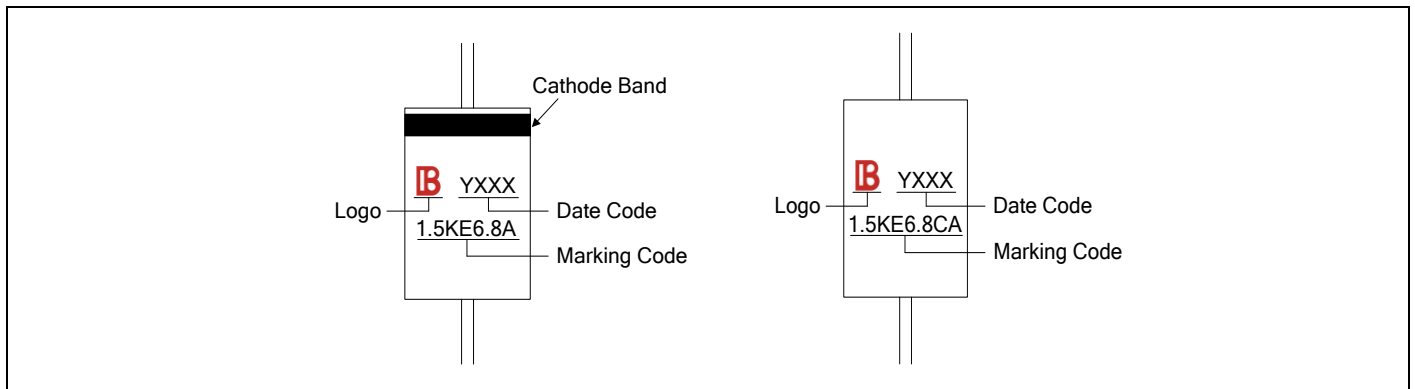 Cathode Band
B YXXX
Logo
Date Code
1.5KE6.8A
Marking Code
B YXXX
Logo
Date Code
1.5KE6.8CA
Marking Code